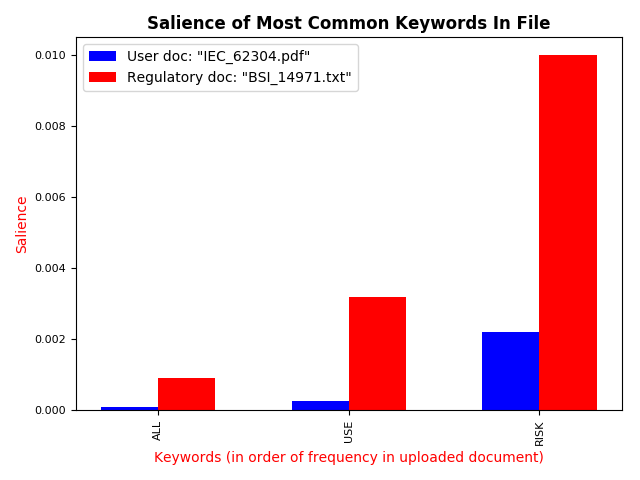 Salience of Most Common Keywords In File
User doc: "IEC_62304.pdf"
Regulatory doc: "BSI_14971.txt"
Salience
0.010
0.008
0.006
0.004
0.002
0.000
ALL
USE
RISK
Keywords (in order of frequency in uploaded document)